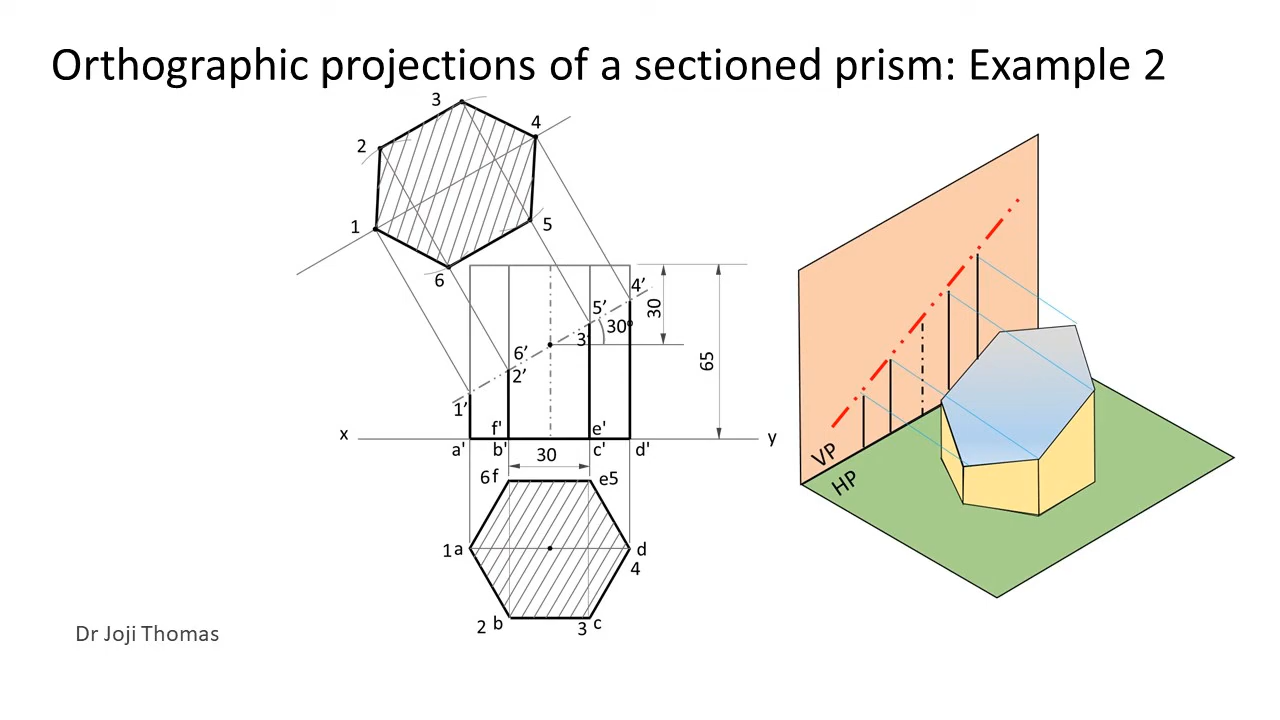 Orthographic projections of a sectioned prism: Example 2
3
4
2
1
5
6
4'
5'
30°
30
3
6'
2'
65
1'
f'
e'
x
y
a'
b'
c'
d'
30
6 f
e5
1 a
d
4
2 b
3 c
VP
HP
Dr Joji Thomas